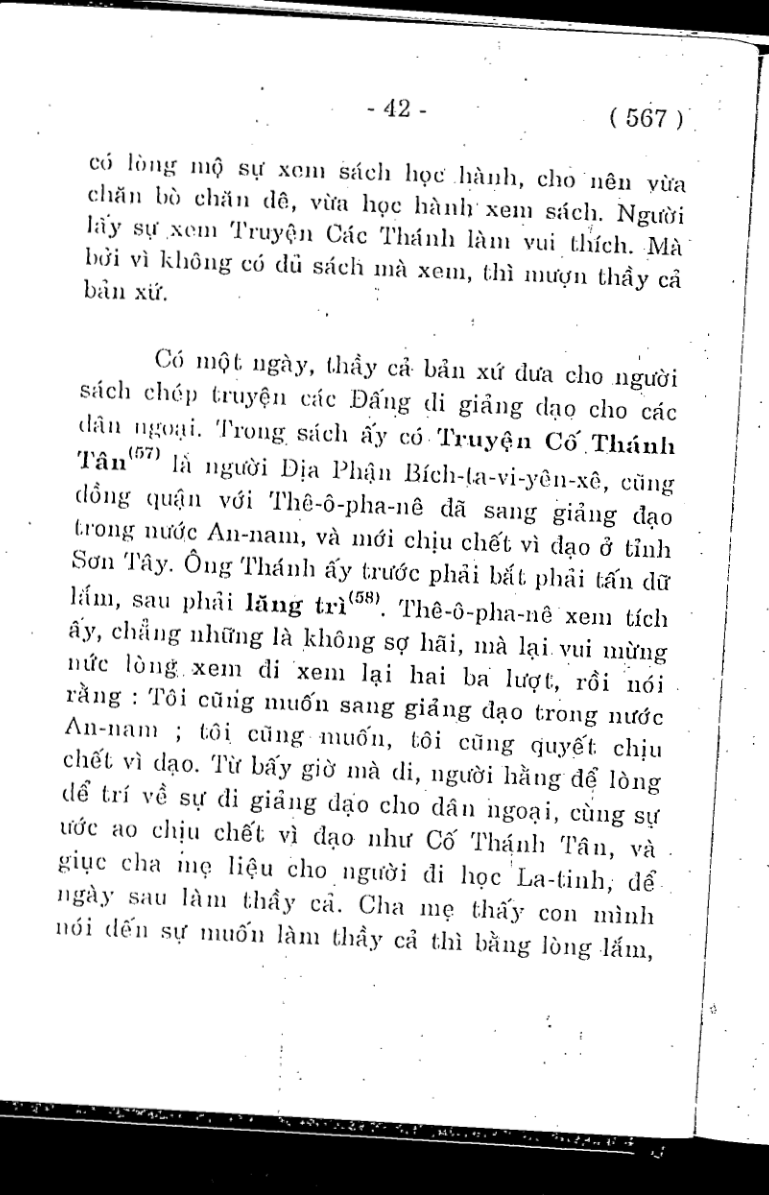 - 42 -
( 567 )
có lòng mộ sự xem sách học hành, cho nên vừa
chăn bò chăn dê, vừa học hành xem sách. Người
lấy sự xem Truyện Các Thánh làm vui thích. Mà
bởi vì không có đủ sách mà xem, thì mượn thầy cả
bản xứ.
Có một ngày, thầy cả bản xứ đưa cho người
sách chép truyện các Đấng đi giảng đạo cho các
dân ngoại. Trong sách ấy có Truyện Cố Thánh
Tân(57) là người Địa Phận Bích-ta-vi-yên-xê, cũng
đồng quận với Thê-ô-pha-nê đã sang giảng đạo
trong nước An-nam, và mới chịu chết vì đạo ở tỉnh
Sơn Tây. Ông Thánh ấy trước phải bắt phải tấn dữ
lắm, sau phải lăng trì(58). Thê-ô-pha-nê xem tích
ấy, chẳng những là không sợ hãi, mà lại vui mừng
nức lòng xem đi xem lại hai ba lượt, rồi nói
rằng : Tôi cũng muốn sang giảng đạo trong nước
An-nam ; tôi cũng muốn, tôi cũng quyết chịu
chết vì đạo. Từ bấy giờ mà đi, người hằng để lòng
để trí về sự đi giảng đạo cho dân ngoại, cùng sự
ước ao chịu chết vì đạo như Cố Thánh Tân, và
giục cha mẹ liệu cho người đi học La-tinh, để
ngày sau làm thầy cả. Cha mẹ thấy con mình
nói đến sự muốn làm thầy cả thì bằng lòng lắm,